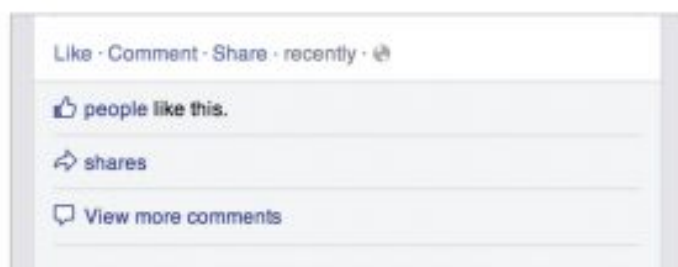 Like · Comment · Share · recently ·
people like this.
shares
View more comments